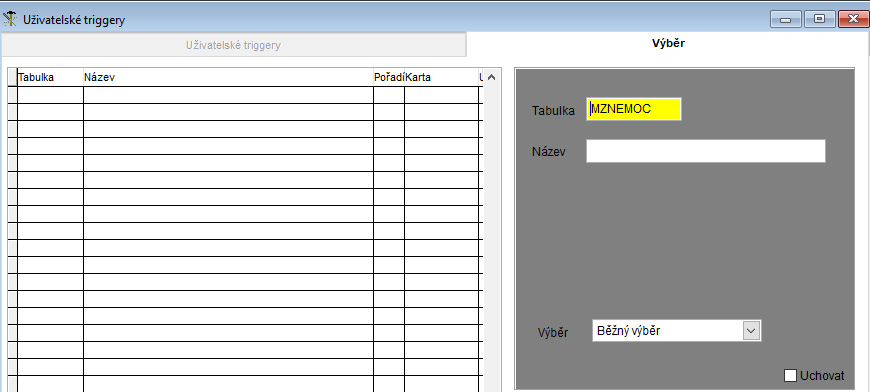 Uživatelské triggery
Uživatelské triggery
Výběr
Tabulka Název Pořadí Karta U
Tabulka MZNEMOC
Název
Výběr Běžný výběr
Uchovat